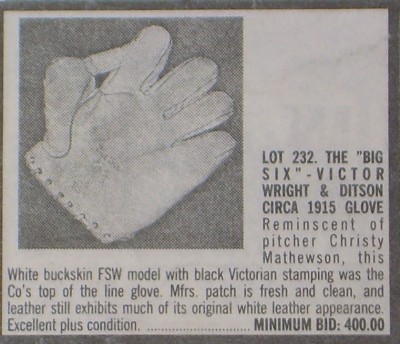 LOT 232. THE "BIG
SIX"-VICTOR
WRIGHT & DITSON
CIRCA 1915 GLOVE
Reminscent of
pitcher Christy
Mathewson, this
White buckskin FSW model with black Victorian stamping was the
Co's top of the line glove. Mfrs. patch is fresh and clean, and
leather still exhibits much of its original white leather appearance.
Excellent plus condition. .......................... MINIMUM BID: 400.00